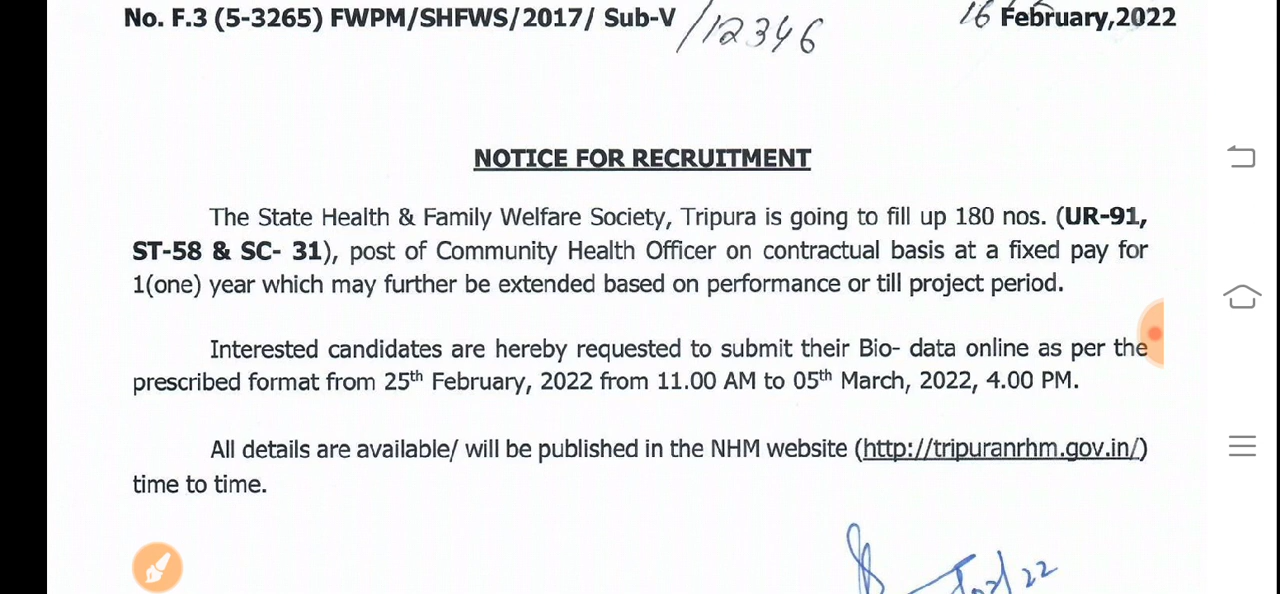 No. F.3 (5-3265) FWPM/SHFWS/2017/ Sub-V /12346 16 February,2022
NOTICE FOR RECRUITMENT
The State Health & Family Welfare Society, Tripura is going to fill up 180 nos. (UR-91,
ST-58 & SC- 31), post of Community Health Officer on contractual basis at a fixed pay for
1(one) year which may further be extended based on performance or till project period.
Interested candidates are hereby requested to submit their Bio- data online as per the
prescribed format from 25th February, 2022 from 11.00 AM to 05th March, 2022, 4.00 PM.
All details are available/ will be published in the NHM website (http://tripuranrhm.gov.in/)
time to time.